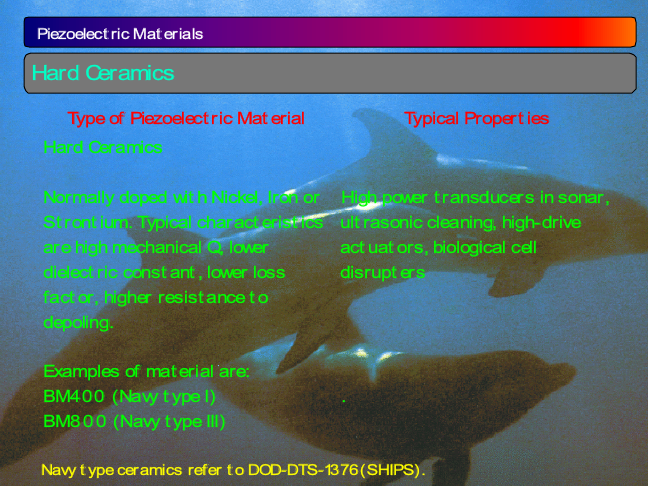 Piezoelectric Materials
Hard Ceramics
Type of Piezoelectric Material
Typical Properties
Hard Ceramics
Normally doped with Nickel, Iron or
Strontium. Typical characteristics
are high mechanical Q, lower
dielectric constant, lower loss
factor, higher resistance to
depoling.
High power transducers in sonar,
ultrasonic cleaning, high-drive
actuators, biological cell
disrupters
Examples of material are:
BM400 (Navy type I)
BM800 (Navy type III)
.
Navy type ceramics refer to DOD-DTS-1376(SHIPS).